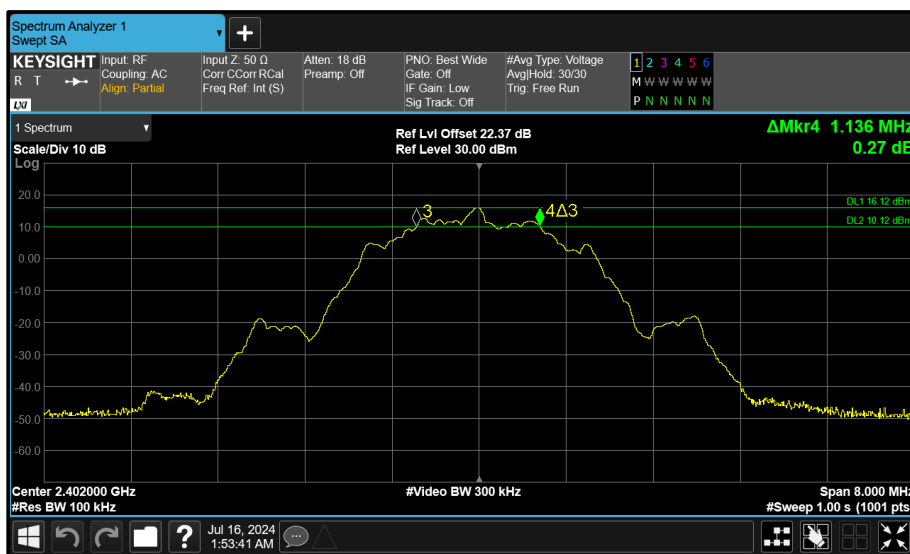 Spectrum Analyzer 1
Swept SA
KEYSIGHT
R T
LXI
Input: RF
Coupling: AC
Align: Partial
Input Z: 50 Ω
Corr CCorr RCal
Freq Ref: Int (S)
Atten: 18 dB
Preamp: Off
PNO: Best Wide
Gate: Off
IF Gain: Low
Sig Track: Off
#Avg Type: Voltage
Avg|Hold: 30/30
Trig: Free Run
1 2 3 4 5 6
M W W W W W
P N N N N N
1 Spectrum
Scale/Div 10 dB
Log
Ref Lvl Offset 22.37 dB
Ref Level 30.00 dBm
ΔMkr4 1.136 MHz
0.27 dB
20.0
10.0
0.00
-10.0
-20.0
-30.0
-40.0
-50.0
-60.0
3
4Δ3
DL1 16.12 dBm
DL2 10.12 dBm
Center 2.402000 GHz
#Res BW 100 kHz
#Video BW 300 kHz
Span 8.000 MHz
#Sweep 1.00 s (1001 pts
?
Jul 16, 2024
1:53:41 AM